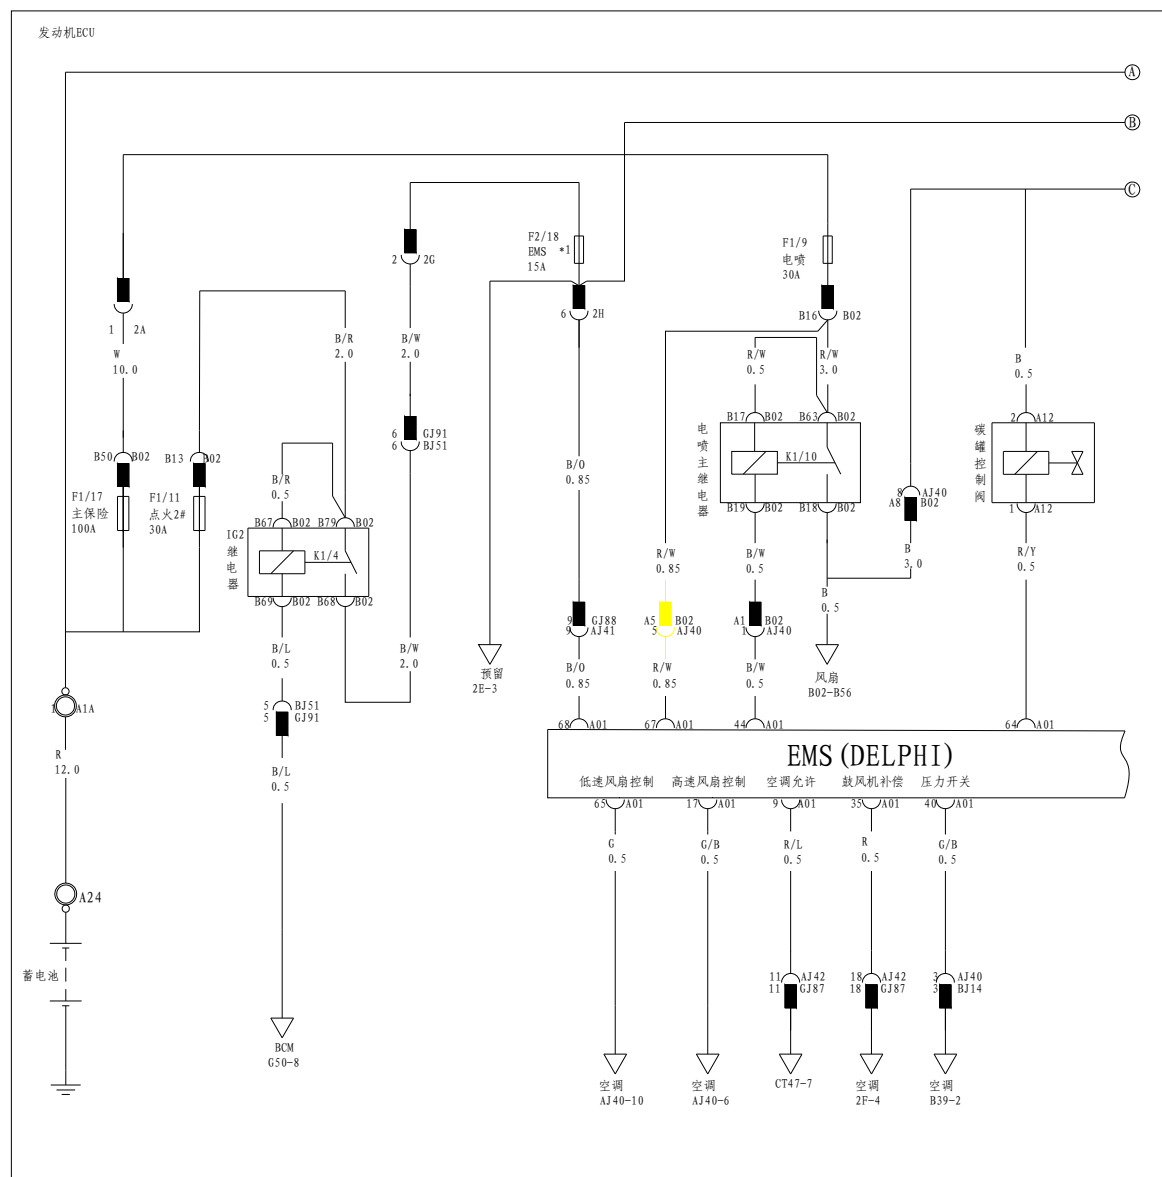 发动机ECU
A
B
C
F2/18
EMS *1
15A
F1/9
电喷
30A
2 2G
6 2H
B16 B02
1 2A
W
10.0
B/R
2.0
B/W
2.0
R/W
0.5
R/W
3.0
B
0.5
B17 B02
B63 B02
2 A12
6 GJ91
6 BJ51
电喷主继电器
K1/10
碳罐控制阀
B50 B02
B13 B02
F1/17
主保险
100A
F1/11
点火2#
30A
B/R
0.5
B/O
0.85
8 AJ40
A8 B02
B19 B02
B18 B02
1 A12
B67 B02
B79 B02
IG2继电器
K1/4
R/W
0.85
B/W
0.5
B
3.0
R/Y
0.5
B69 B02
B68 B02
B
0.5
9 GJ88
9 AJ41
A5 B02
5 AJ40
A1 B02
1 AJ40
B/L
0.5
B/W
2.0
预留
2E-3
B/O
0.85
R/W
0.85
B/W
0.5
风扇
B02-B56
1 A1A
5 BJ51
5 GJ91
68 A01
67 A01
44 A01
64 A01
R
12.0
B/L
0.5
EMS(DELPHI)
低速风扇控制
高速风扇控制
空调允许
鼓风机补偿
压力开关
65 A01
17 A01
9 A01
35 A01
40 A01
G
0.5
G/B
0.5
R/L
0.5
R
0.5
G/B
0.5
A24
蓄电池
11 AJ42
11 GJ87
18 AJ42
18 GJ87
3 AJ40
3 BJ14
BCM
G50-8
空调
AJ40-10
空调
AJ40-6
CT47-7
空调
2F-4
空调
B39-2